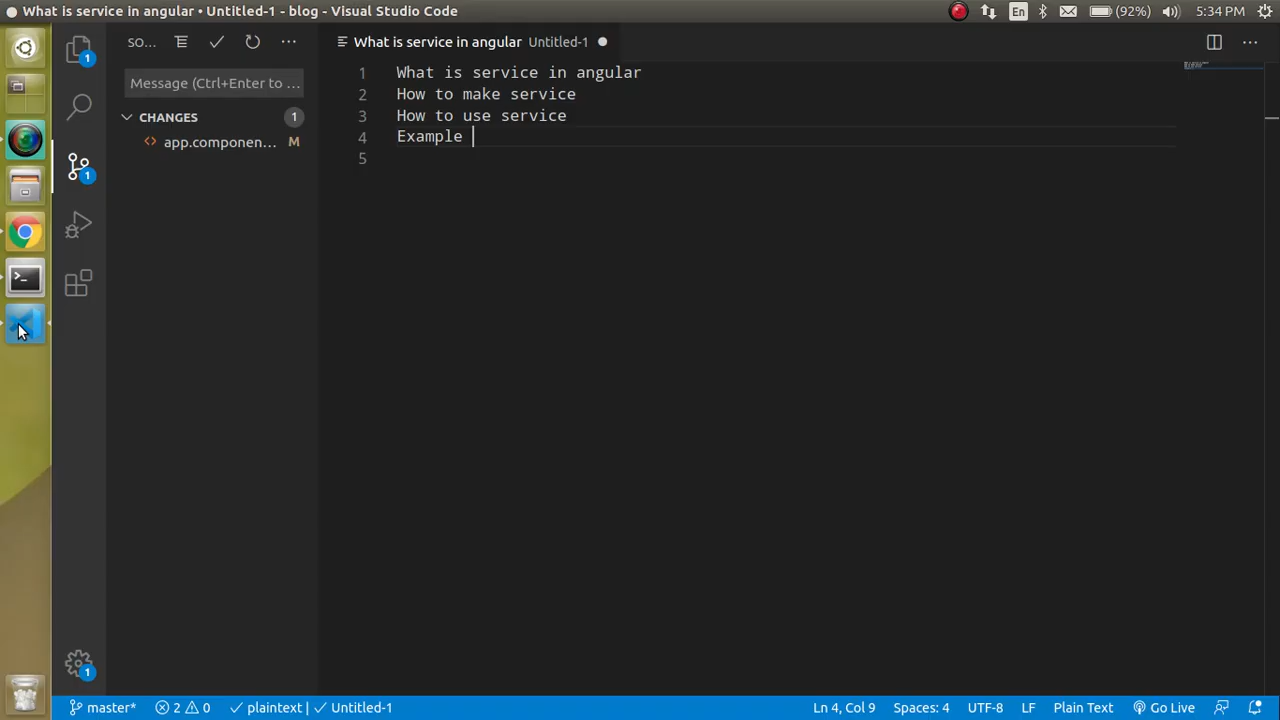 What is service in angular • Untitled-1 - blog - Visual Studio Code
En
(92%)
5:34 PM
SO...
What is service in angular Untitled-1
Message (Ctrl+Enter to ...
CHANGES
1
app.componen...
M
1
1
1
1 What is service in angular
2 How to make service
3 How to use service
4 Example
5
master*
2
0
plaintext | ✓ Untitled-1
Ln 4, Col 9
Spaces: 4
UTF-8
LF
Plain Text
Go Live